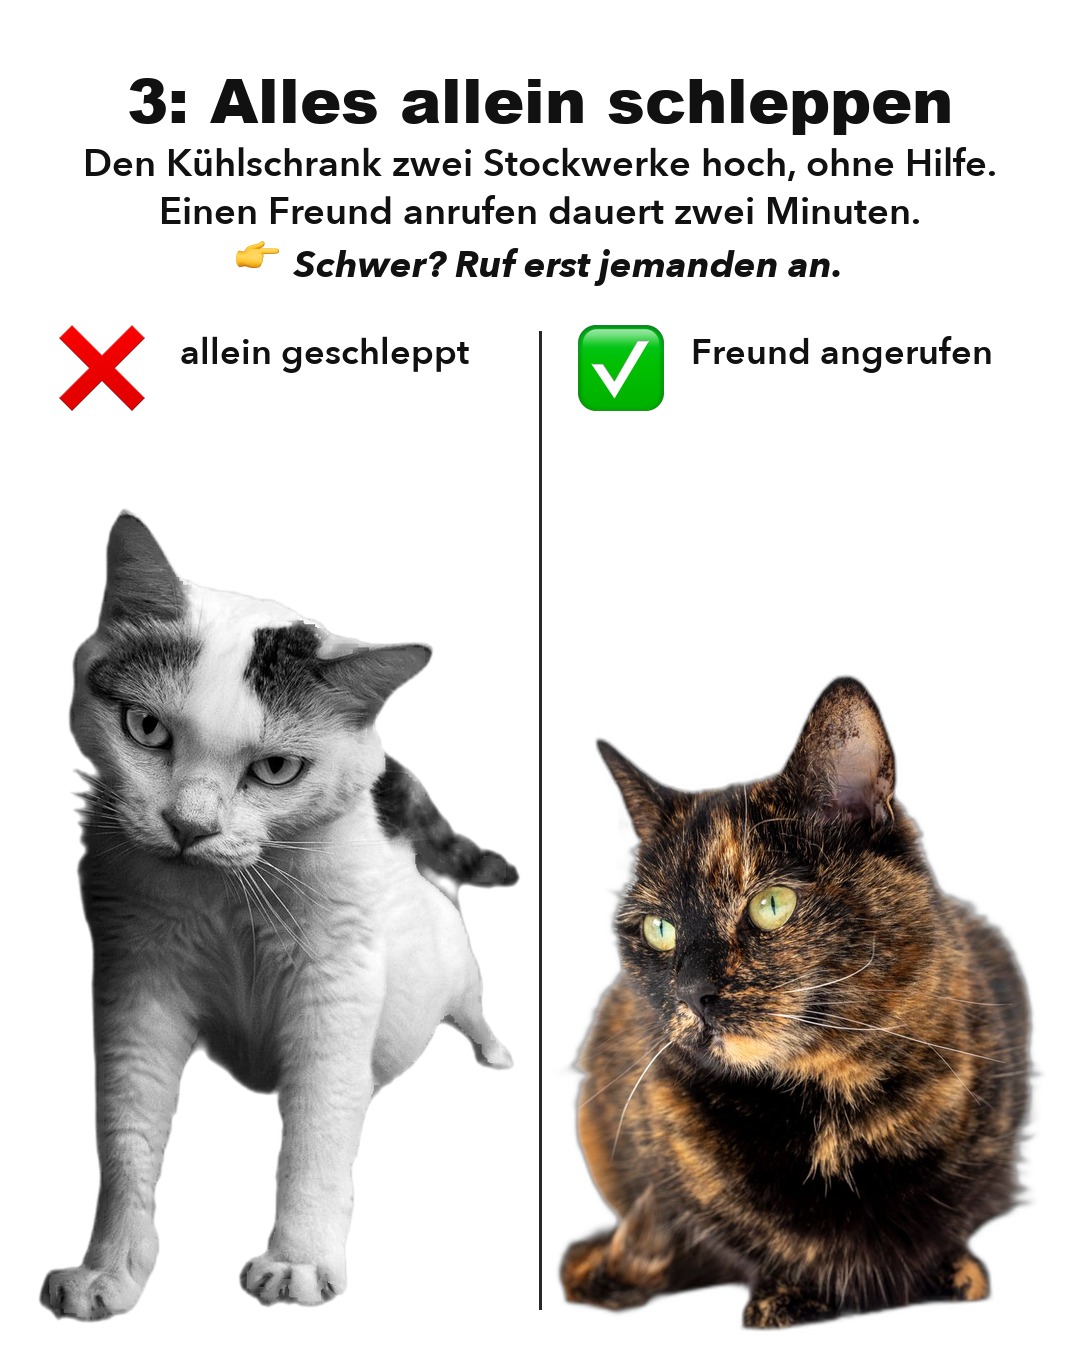 3: Alles allein schleppen
Den Kühlschrank zwei Stockwerke hoch, ohne Hilfe.
Einen Freund anrufen dauert zwei Minuten.
👉 Schwer? Ruf erst jemanden an.
❌ allein geschleppt
✅ Freund angerufen